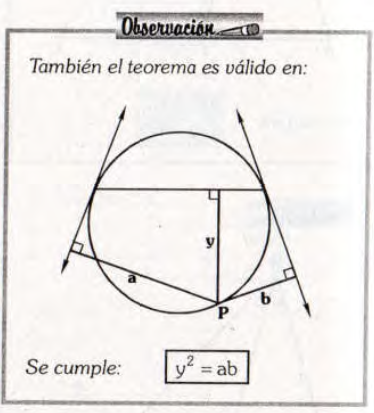 Observación
También el teorema es válido en:
y
a
b
P
Se cumple: y² = ab